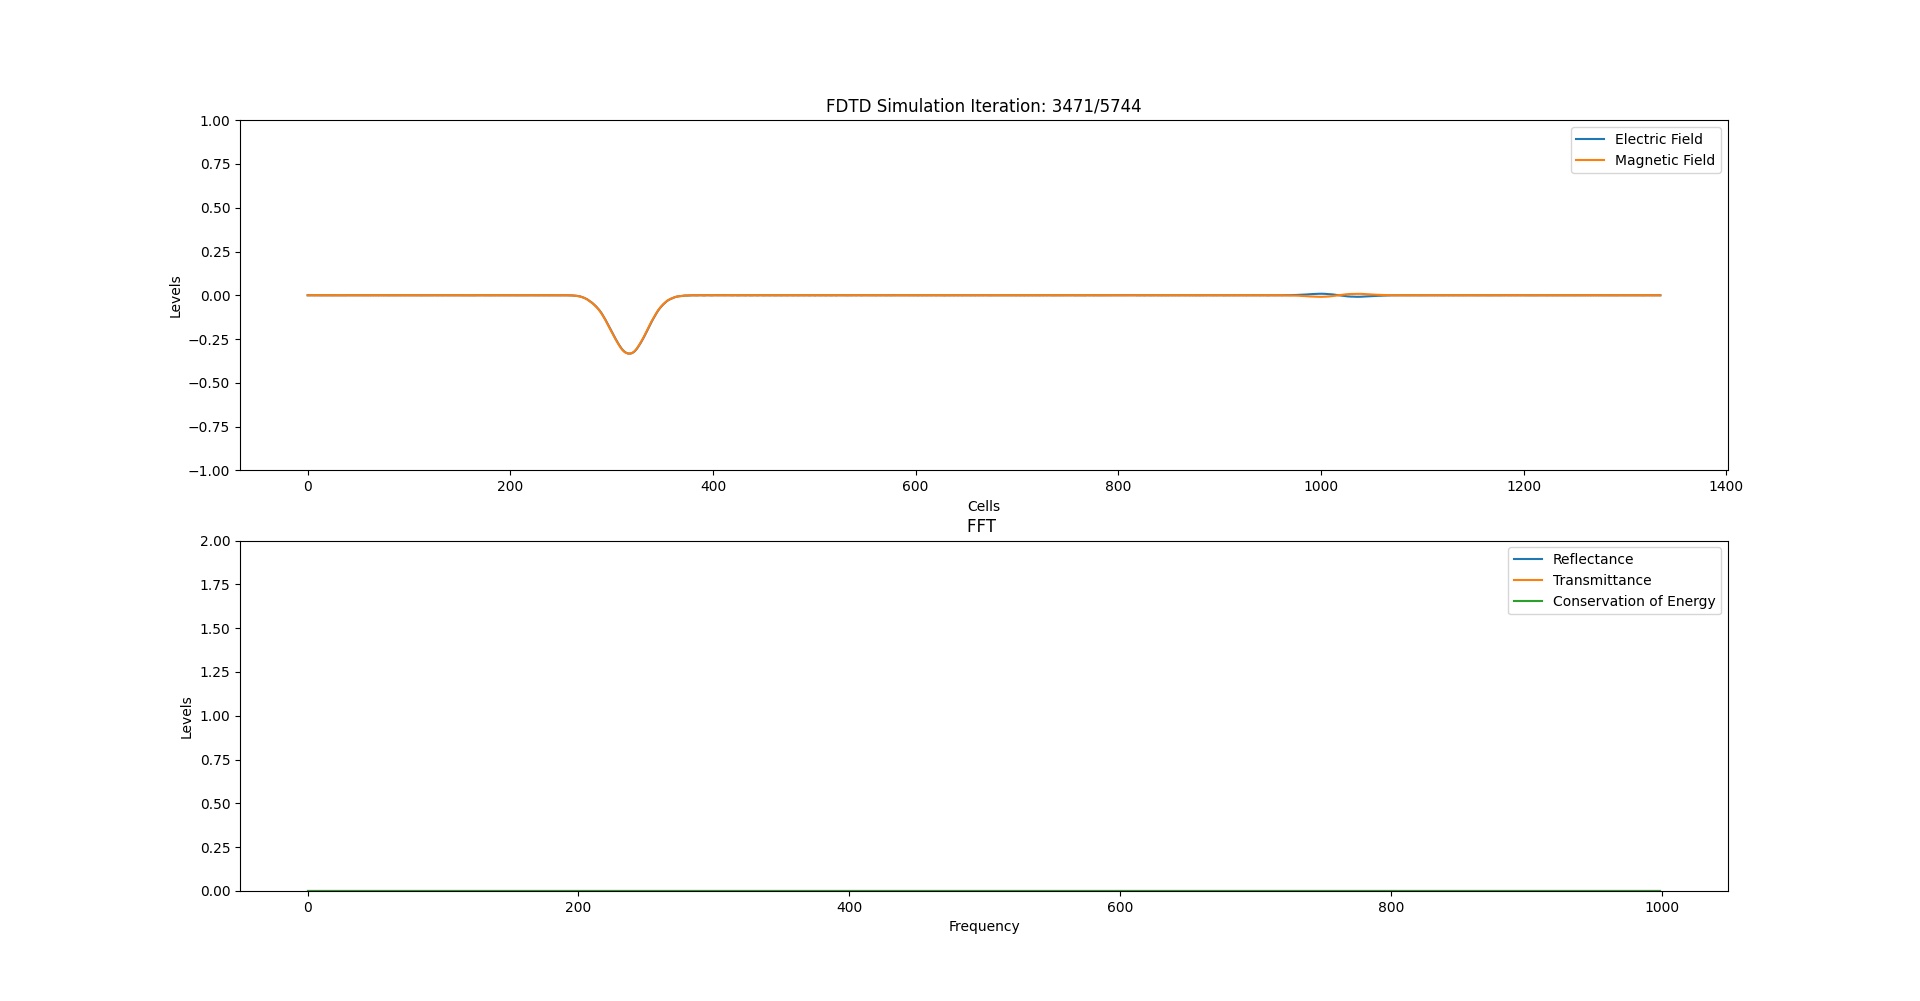 FDTD Simulation Iteration: 3471/5744
1.00
0.75
0.50
0.25
0.00
−0.25
−0.50
−0.75
−1.00
Levels
Electric Field
Magnetic Field
0 200 400 600 800 1000 1200 1400
Cells
FFT
2.00
1.75
1.50
1.25
1.00
0.75
0.50
0.25
0.00
Levels
Reflectance
Transmittance
Conservation of Energy
0 200 400 600 800 1000
Frequency